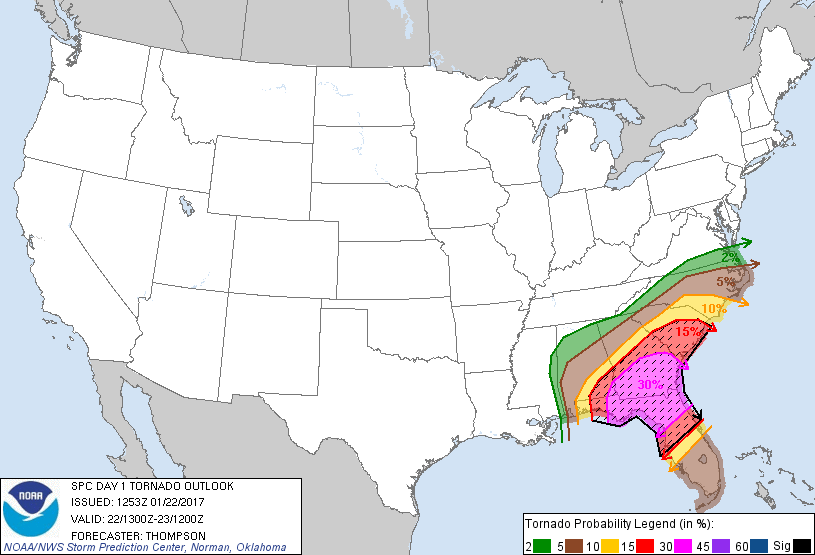 2%
5%
10%
15%
30%
NOAA
SPC DAY 1 TORNADO OUTLOOK
ISSUED: 1253Z 01/22/2017
VALID: 22/1300Z-23/1200Z
FORECASTER: THOMPSON
NOAA/NWS Storm Prediction Center, Norman, Oklahoma
Tornado Probability Legend (in %):
2 5 10 15 30 45 60 Sig